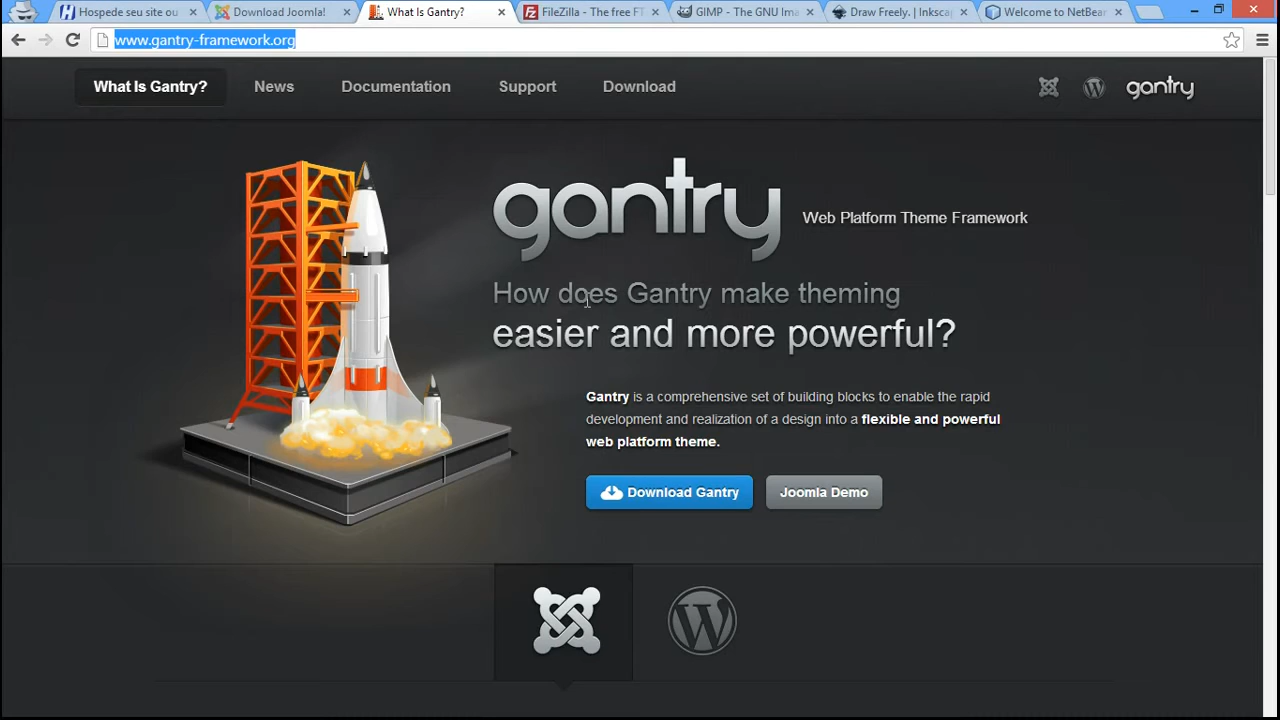 Hospede seu site ou
Download Joomla!
What Is Gantry?
FileZilla - The free FT
GIMP - The GNU Ima
Draw Freely. | Inksca
Welcome to NetBean
www.gantry-framework.org
What Is Gantry?
News
Documentation
Support
Download
gantry
gantry
Web Platform Theme Framework
How does Gantry make theming
easier and more powerful?
Gantry is a comprehensive set of building blocks to enable the rapid
development and realization of a design into a flexible and powerful
web platform theme.
Download Gantry
Joomla Demo